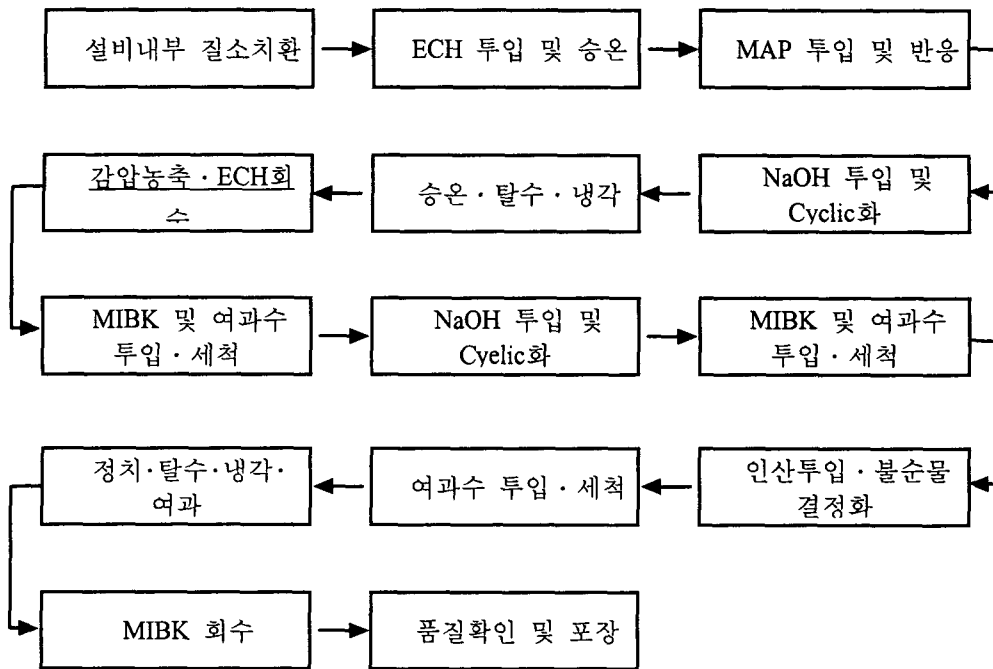 설비내부 질소치환
ECH 투입 및 승온
MAP 투입 및 반응
감압농축·ECH회
수
승온·탈수·냉각
NaOH 투입 및
Cyclic화
MIBK 및 여과수
투입·세척
NaOH 투입 및
Cyelic화
MIBK 및 여과수
투입·세척
정치·탈수·냉각·
여과
여과수 투입·세척
인산투입·불순물
결정화
MIBK 회수
품질확인 및 포장